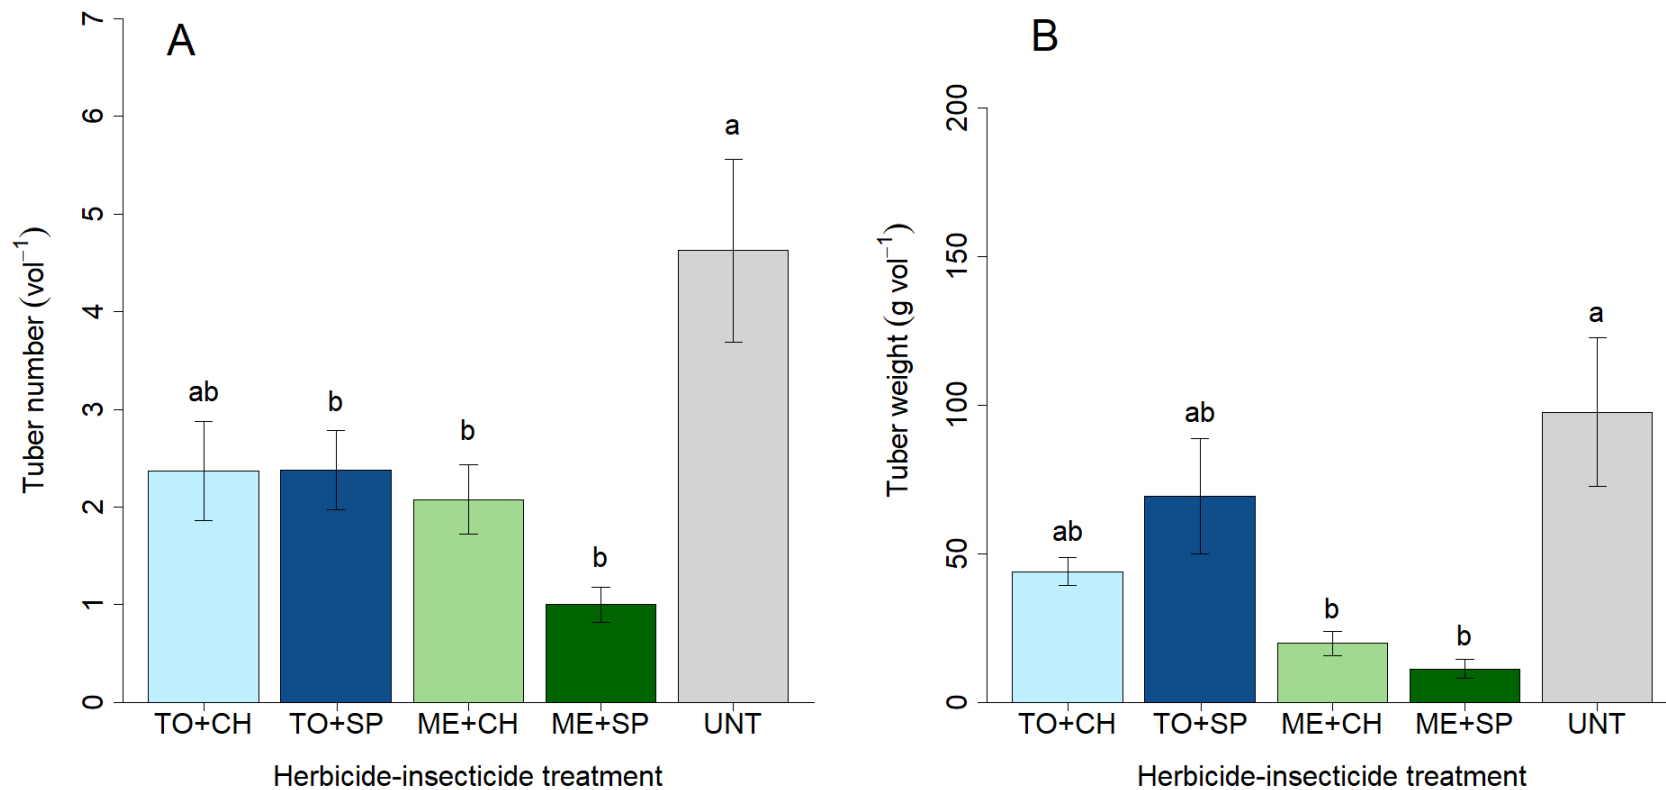 A
Tuber number (vol⁻¹)
7
6
5
4
3
2
1
0
ab
b
b
b
a
TO+CH TO+SP ME+CH ME+SP UNT
Herbicide-insecticide treatment
B
Tuber weight (g vol⁻¹)
200
150
100
50
0
ab
ab
b
b
a
TO+CH TO+SP ME+CH ME+SP UNT
Herbicide-insecticide treatment